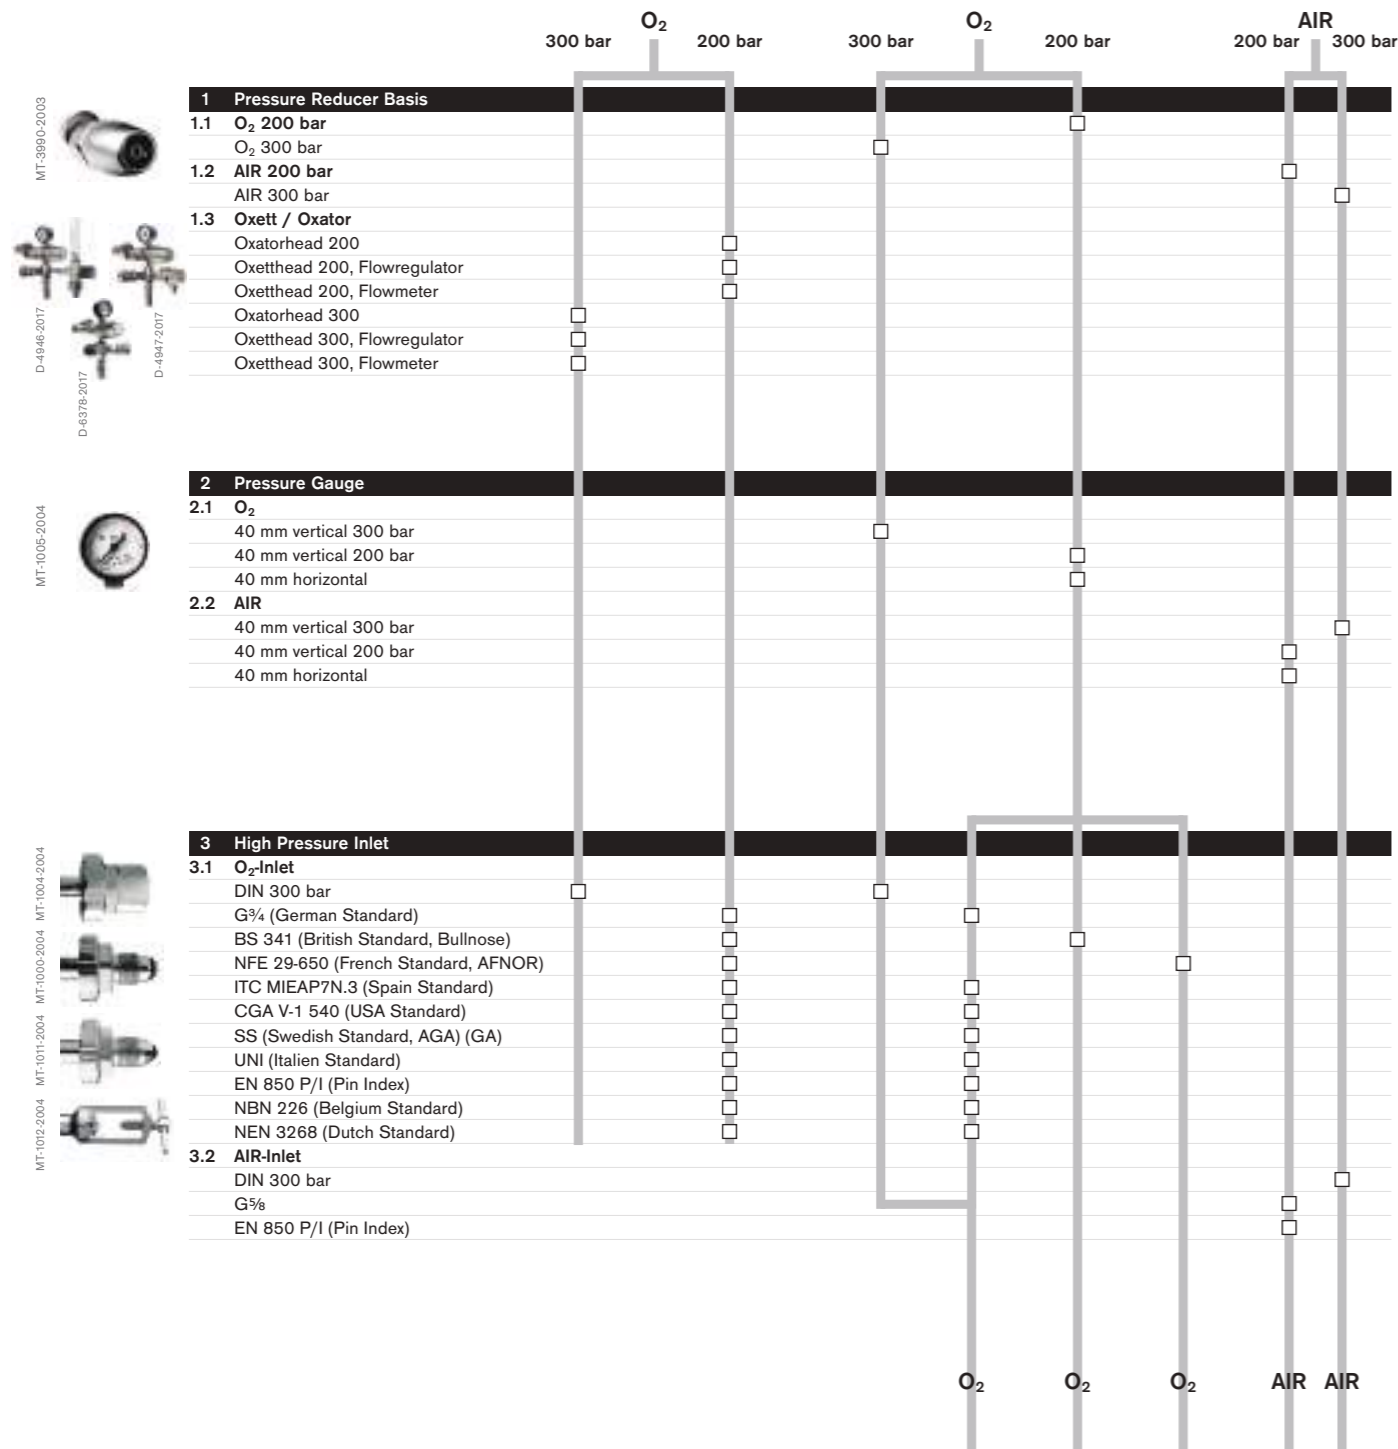 O₂ O₂ AIR
300 bar 200 bar 300 bar 200 bar 200 bar 300 bar
1 Pressure Reducer Basis
1.1 O₂ 200 bar
O₂ 300 bar
1.2 AIR 200 bar
AIR 300 bar
1.3 Oxett / Oxator
Oxatorhead 200
Oxetthead 200, Flowregulator
Oxetthead 200, Flowmeter
Oxatorhead 300
Oxetthead 300, Flowregulator
Oxetthead 300, Flowmeter
MT-3990-2003
D-4946-2017
D-6378-2017
D-4947-2017
2 Pressure Gauge
2.1 O₂
40 mm vertical 300 bar
40 mm vertical 200 bar
40 mm horizontal
2.2 AIR
40 mm vertical 300 bar
40 mm vertical 200 bar
40 mm horizontal
MT-1005-2004
3 High Pressure Inlet
3.1 O₂-Inlet
DIN 300 bar
G¾ (German Standard)
BS 341 (British Standard, Bullnose)
NFE 29-650 (French Standard, AFNOR)
ITC MIEAP7N.3 (Spain Standard)
CGA V-1 540 (USA Standard)
SS (Swedish Standard, AGA) (GA)
UNI (Italien Standard)
EN 850 P/I (Pin Index)
NBN 226 (Belgium Standard)
NEN 3268 (Dutch Standard)
3.2 AIR-Inlet
DIN 300 bar
G⅝
EN 850 P/I (Pin Index)
MT-1004-2004
MT-1000-2004
MT-1011-2004
MT-1012-2004
O₂ O₂ O₂ AIR AIR